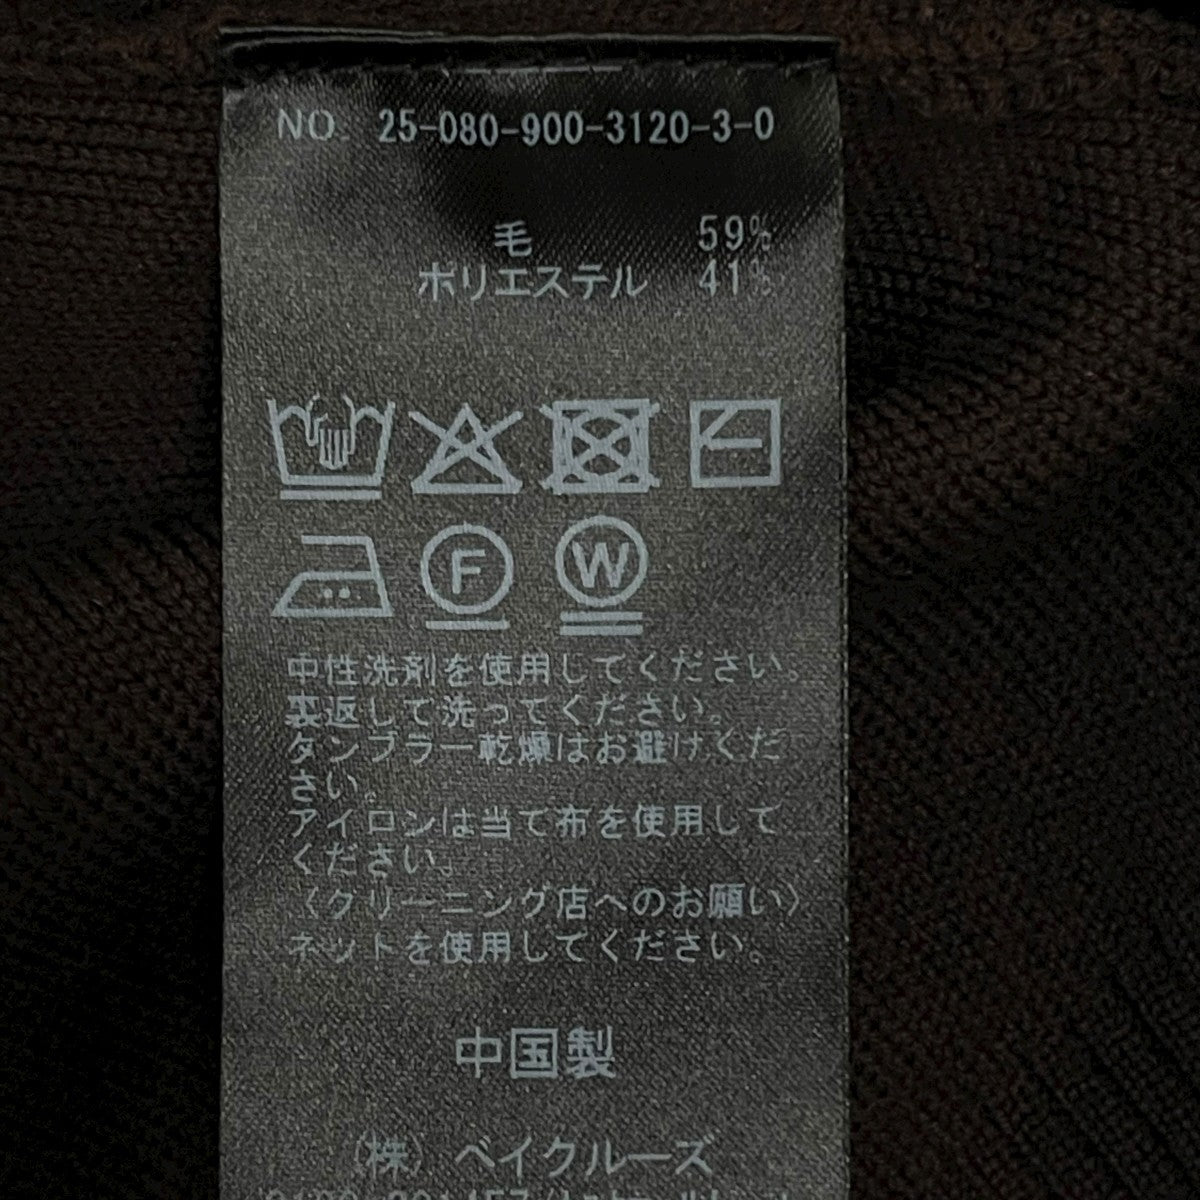 NO 25-080-900-3120-3-0
毛 59%
ポリエステル 41%
F W
中性洗剤を使用してください。
裏返して洗ってください。
タンブラー乾燥はお避けくだ
さい。
アイロンは当て布を使用して
ください。
〈クリーニング店へのお願い〉
ネットを使用してください。
中国製
(株) ベイクルーズ